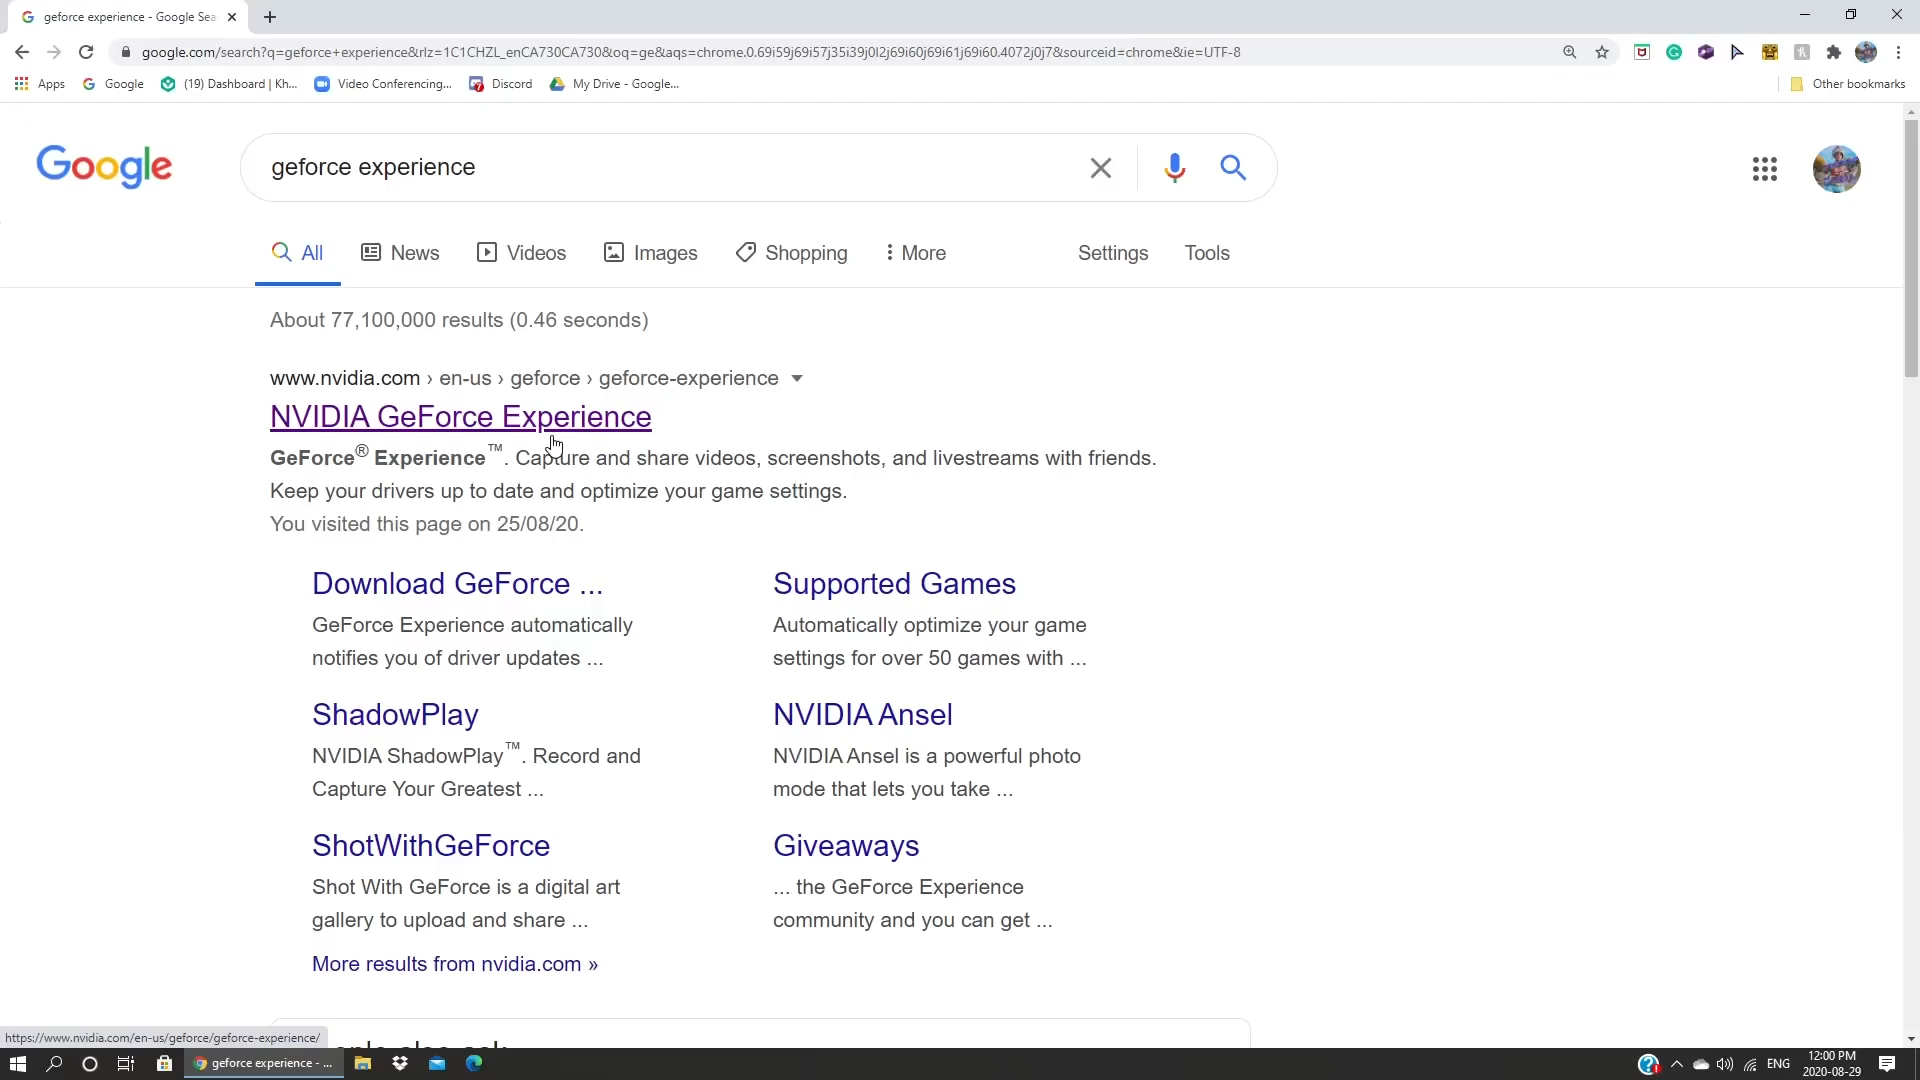 geforce experience - Google Sea
google.com/search?q=geforce+experience&rlz=1C1CHZL_enCA730CA730&oq=ge&aqs=chrome.0.69i59j69i57j35i39j0l2j69i60j69i61j69i60.4072j0j7&sourceid=chrome&ie=UTF-8
Apps Google (19) Dashboard | Kh... Video Conferencing... Discord My Drive - Google... Other bookmarks
Google
geforce experience
All News Videos Images Shopping More Settings Tools
About 77,100,000 results (0.46 seconds)
www.nvidia.com › en-us › geforce › geforce-experience
NVIDIA GeForce Experience
GeForce® Experience™. Capture and share videos, screenshots, and livestreams with friends.
Keep your drivers up to date and optimize your game settings.
You visited this page on 25/08/20.
Download GeForce ...
GeForce Experience automatically
notifies you of driver updates ...
Supported Games
Automatically optimize your game
settings for over 50 games with ...
ShadowPlay
NVIDIA ShadowPlay™. Record and
Capture Your Greatest ...
NVIDIA Ansel
NVIDIA Ansel is a powerful photo
mode that lets you take ...
ShotWithGeForce
Shot With GeForce is a digital art
gallery to upload and share ...
Giveaways
... the GeForce Experience
community and you can get ...
More results from nvidia.com »
https://www.nvidia.com/en-us/geforce/geforce-experience/
geforce experience - ...
ENG
12:00 PM
2020-08-29